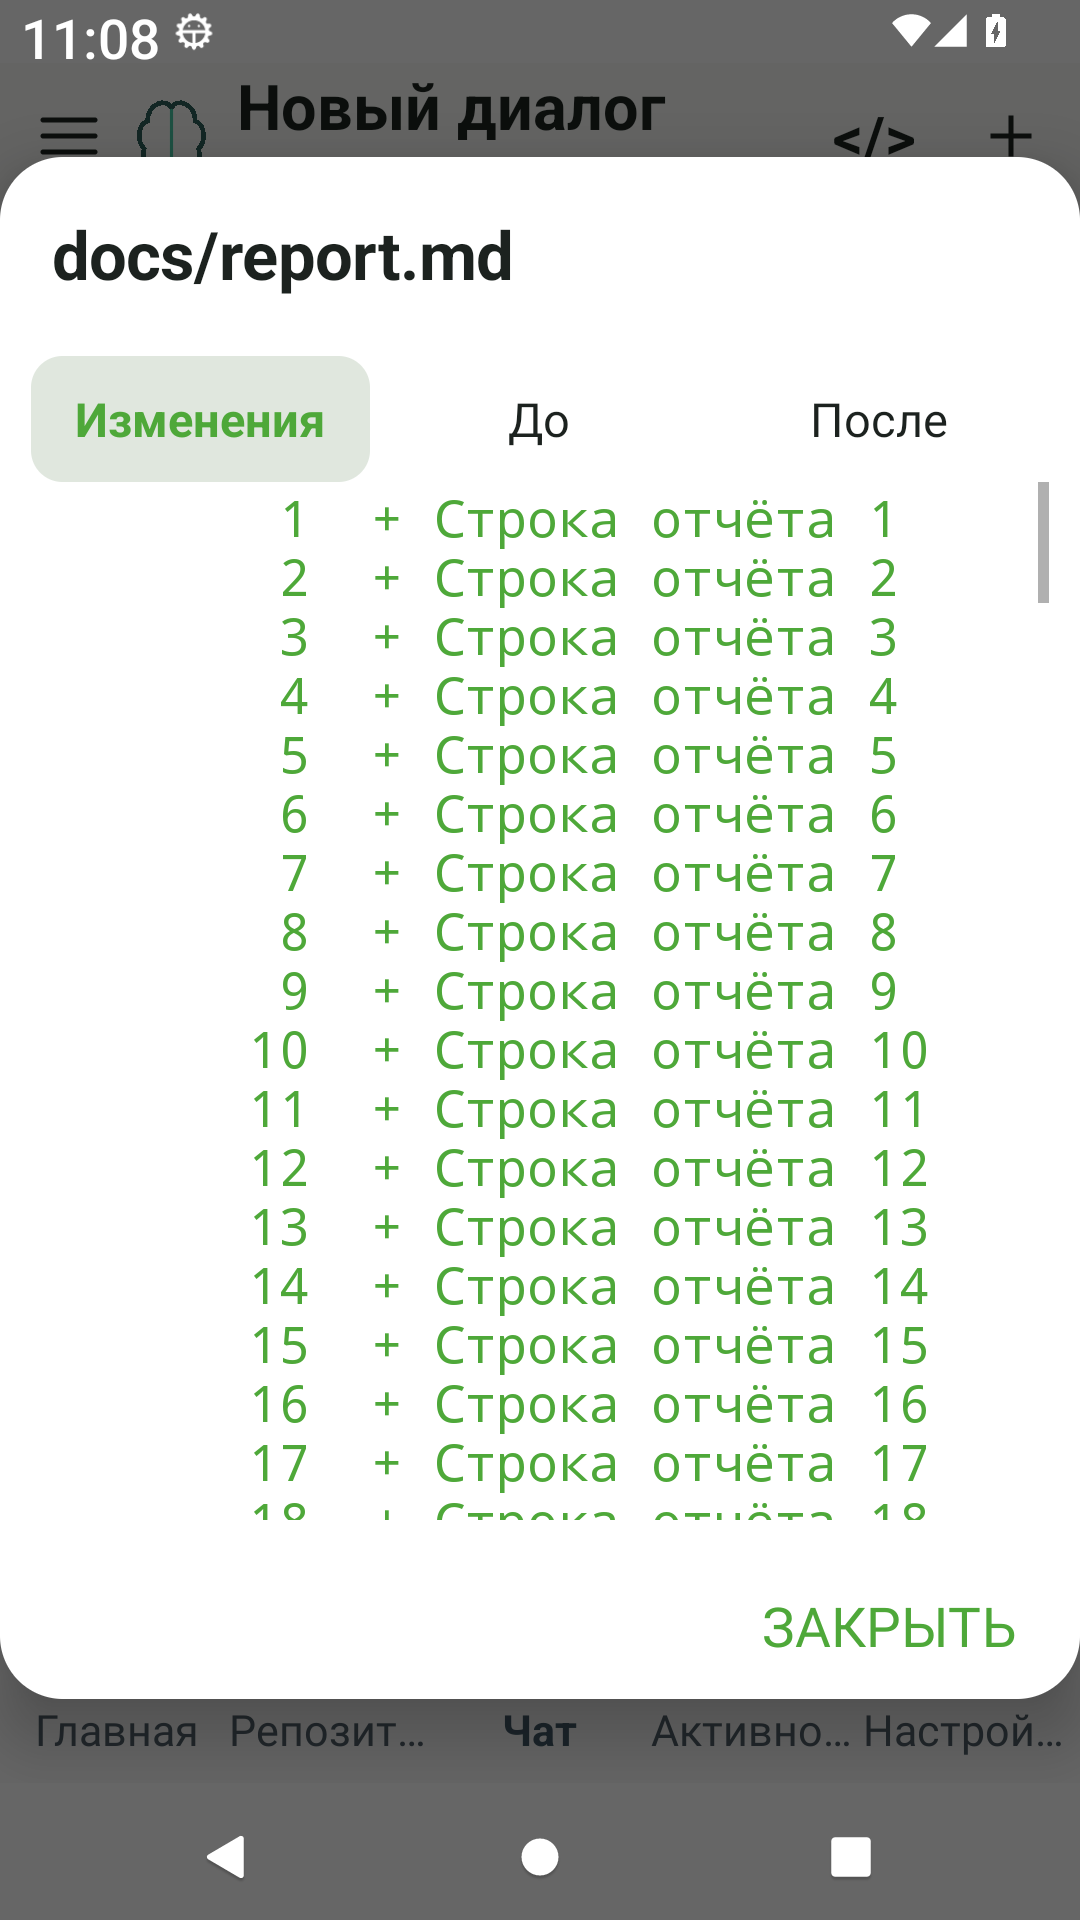 11:08
Новый диалог
</> +
docs/report.md
Изменения До После
1 + Строка отчёта 1
2 + Строка отчёта 2
3 + Строка отчёта 3
4 + Строка отчёта 4
5 + Строка отчёта 5
6 + Строка отчёта 6
7 + Строка отчёта 7
8 + Строка отчёта 8
9 + Строка отчёта 9
10 + Строка отчёта 10
11 + Строка отчёта 11
12 + Строка отчёта 12
13 + Строка отчёта 13
14 + Строка отчёта 14
15 + Строка отчёта 15
16 + Строка отчёта 16
17 + Строка отчёта 17
18 + Строка отчёта 18
ЗАКРЫТЬ
Главная Репозит... Чат Активно... Настрой...